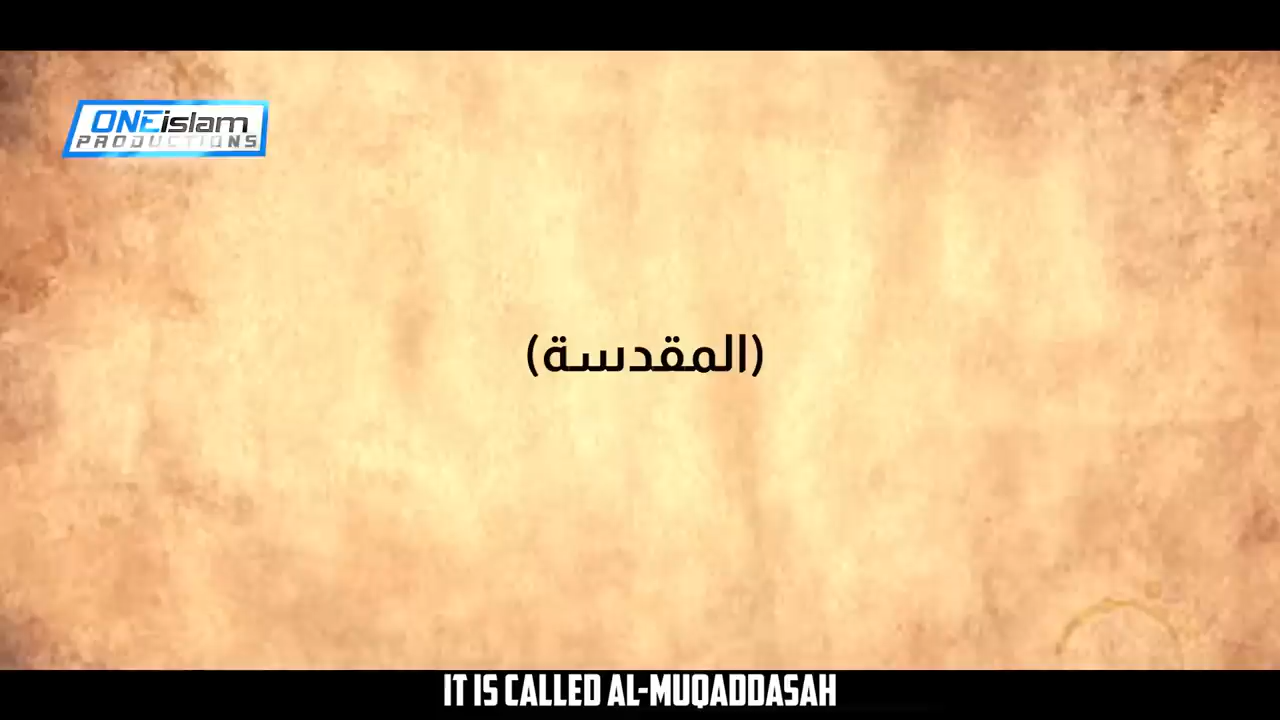 ONEislam
PRODUCTIONS
(المقدسة)
IT IS CALLED AL-MUQADDASAH